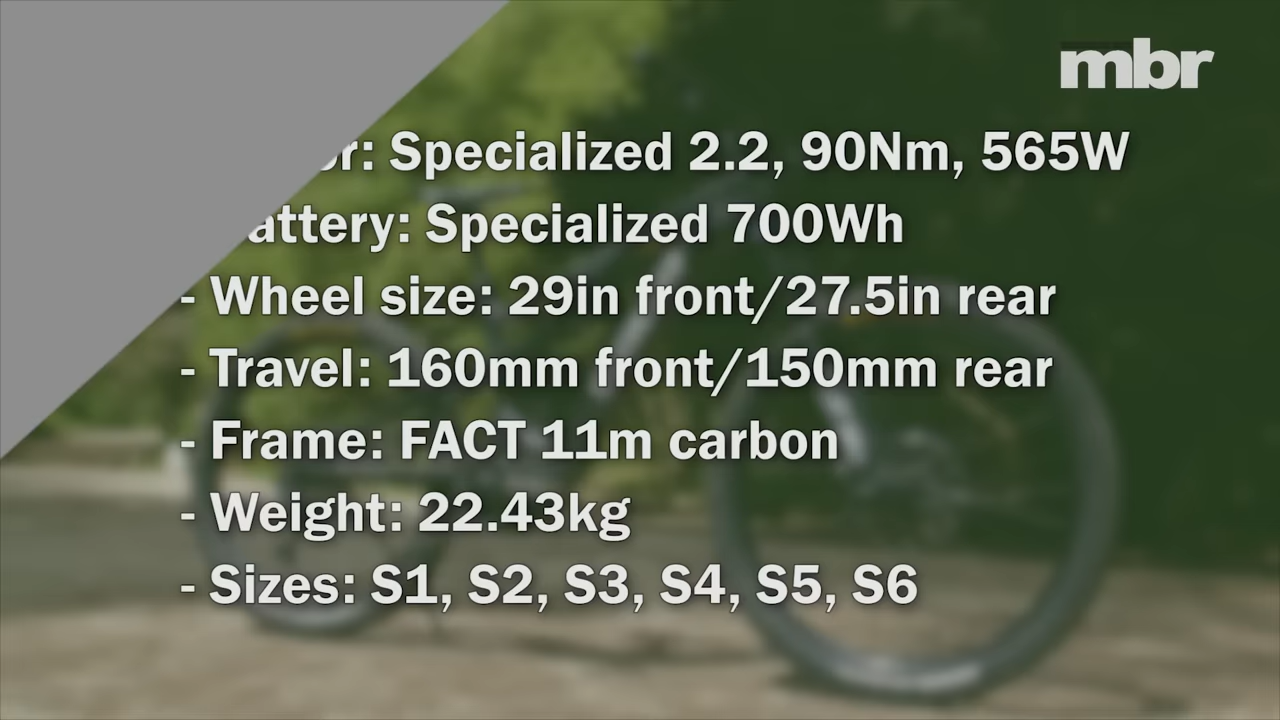 mbr
or: Specialized 2.2, 90Nm, 565W
attery: Specialized 700Wh
- Wheel size: 29in front/27.5in rear
- Travel: 160mm front/150mm rear
- Frame: FACT 11m carbon
- Weight: 22.43kg
- Sizes: S1, S2, S3, S4, S5, S6